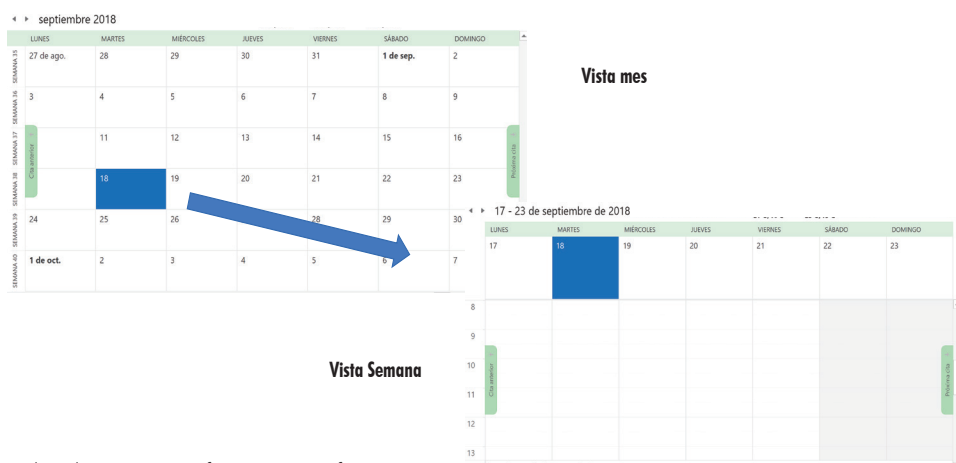 septiembre 2018
LUNES MARTES MIÉRCOLES JUEVES VIERNES SÁBADO DOMINGO
SEMANA 35 27 de ago. 28 29 30 31 1 de sep. 2
Vista mes
SEMANA 36 3 4 5 6 7 8 9
SEMANA 37 11 12 13 14 15 16
Cita anterior Próxima cita
SEMANA 38 18 19 20 21 22 23
SEMANA 39 24 25 26 28 29 30
SEMANA 40 1 de oct. 2 3 4 5 6 7
17 - 23 de septiembre de 2018
LUNES MARTES MIÉRCOLES JUEVES VIERNES SÁBADO DOMINGO
17 18 19 20 21 22 23
8
9
Vista Semana
10
Cita anterior Próxima cita
11
12
13